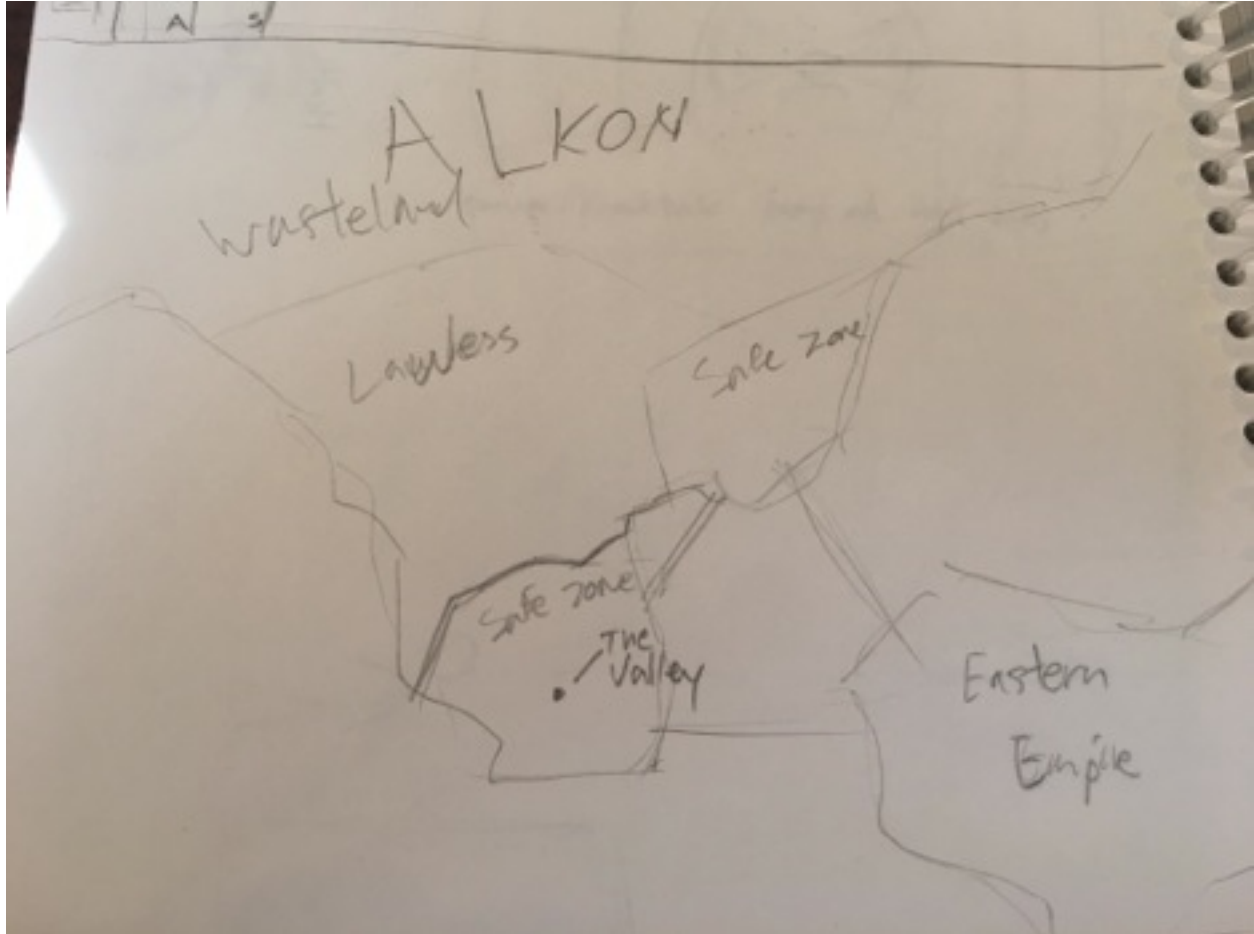 A S
ALKON
Wasteland
Lawless
Safe zone
Safe zone
The
Valley
Eastern
Empire